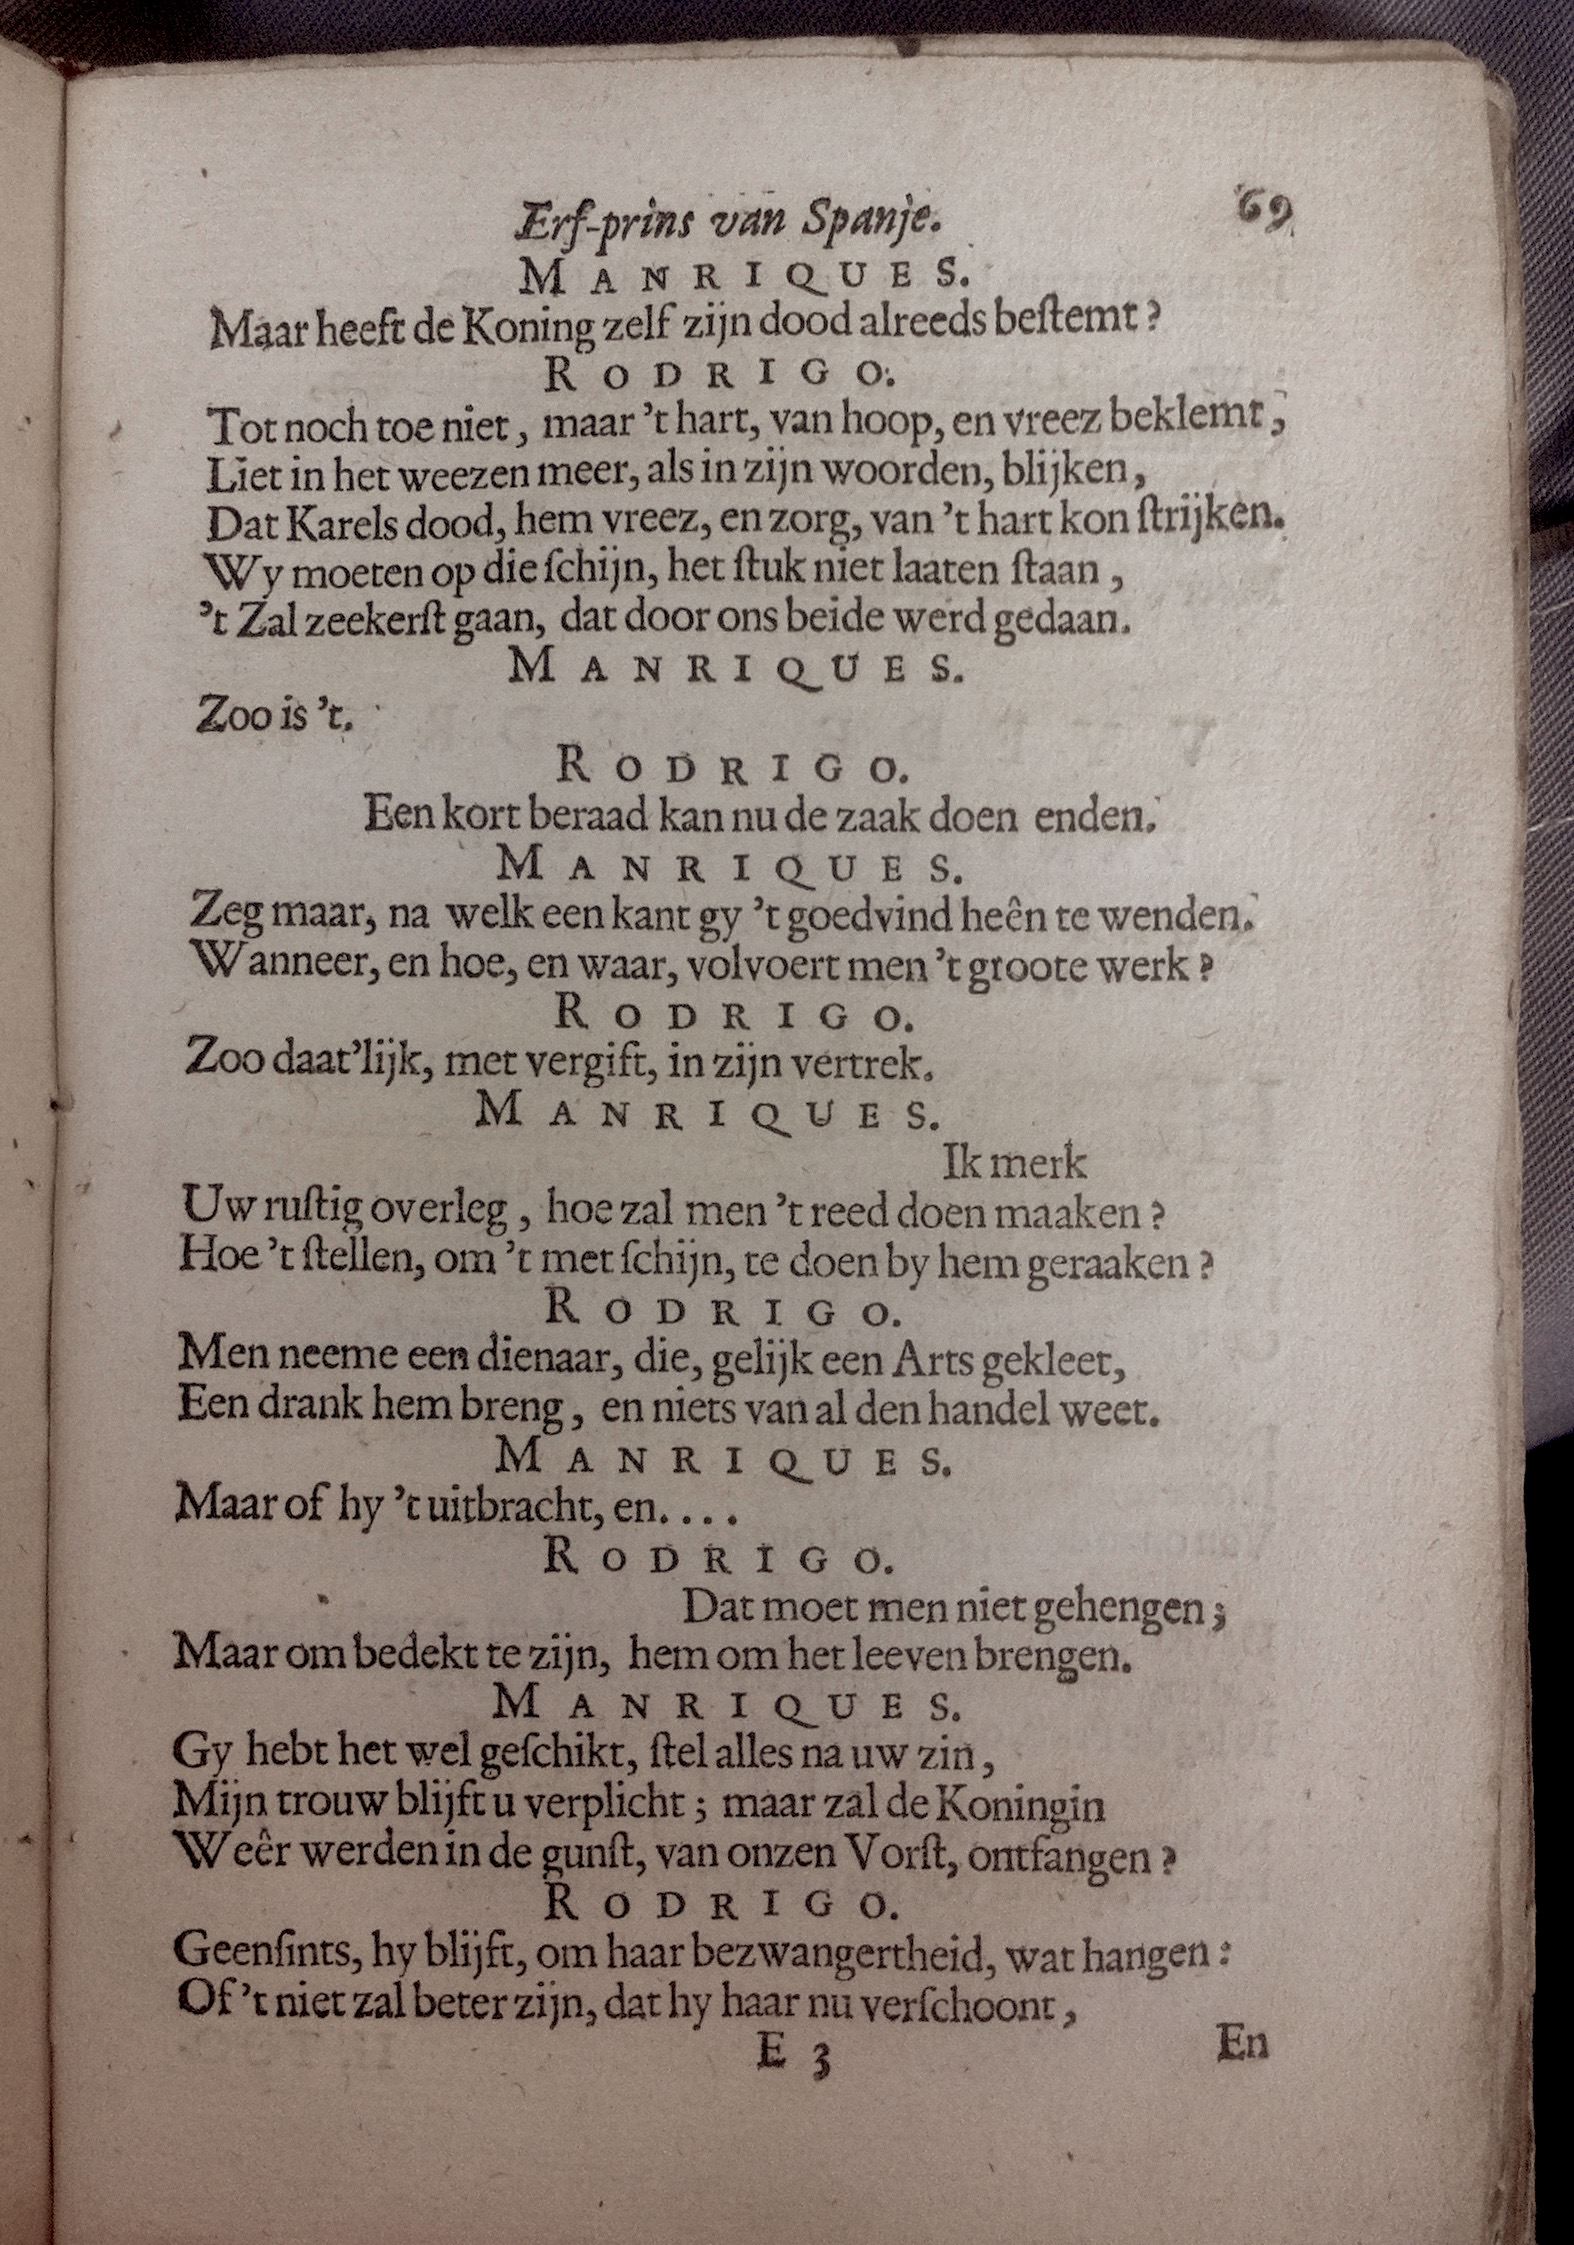 Erf-prins van Spanje. 69
MANRIQUES.
Maar heeft de Koning zelf zijn dood alreeds beſtemt?
RODRIGO.
Tot noch toe niet, maar 't hart, van hoop, en vreez beklemt,
Liet in het weezen meer, als in zijn woorden, blijken,
Dat Karels dood, hem vreez, en zorg, van 't hart kon ſtrijken.
Wy moeten op die ſchijn, het ſtuk niet laaten ſtaan,
't Zal zeekerſt gaan, dat door ons beide werd gedaan.
MANRIQUES.
Zoo is 't.
RODRIGO.
Een kort beraad kan nu de zaak doen enden.
MANRIQUES.
Zeg maar, na welk een kant gy 't goedvind heên te wenden.
Wanneer, en hoe, en waar, volvoert men 't groote werk?
RODRIGO.
Zoo daat'lijk, met vergift, in zijn vertrek.
MANRIQUES.
Ik merk
Uw ruſtig overleg, hoe zal men 't reed doen maaken?
Hoe 't ſtellen, om 't met ſchijn, te doen by hem geraaken?
RODRIGO.
Men neeme een dienaar, die, gelijk een Arts gekleet,
Een drank hem breng, en niets van al den handel weet.
MANRIQUES.
Maar of hy 't uitbracht, en....
RODRIGO.
Dat moet men niet gehengen;
Maar om bedekt te zijn, hem om het leeven brengen.
MANRIQUES.
Gy hebt het wel geſchikt, ſtel alles na uw zin,
Mijn trouw blijft u verplicht; maar zal de Koningin
Weêr werden in de gunſt, van onzen Vorſt, ontfangen?
RODRIGO.
Geenſints, hy blijft, om haar bezwangertheid, wat hangen:
Of 't niet zal beter zijn, dat hy haar nu verſchoont,
E 3 En